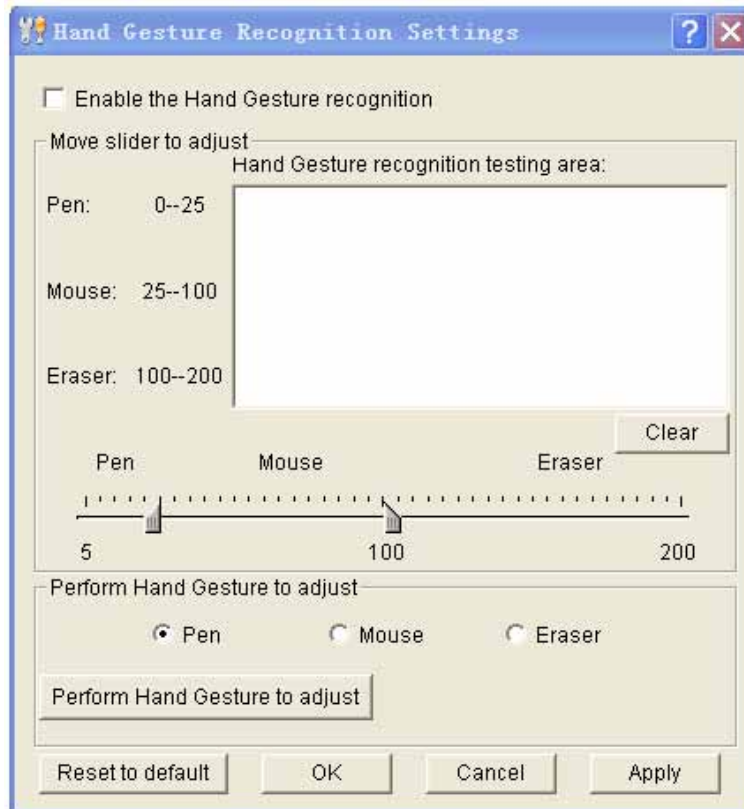 Hand Gesture Recognition Settings
Enable the Hand Gesture recognition
Move slider to adjust
Hand Gesture recognition testing area:
Pen: 0--25
Mouse: 25--100
Eraser: 100--200
Clear
Pen Mouse Eraser
5 100 200
Perform Hand Gesture to adjust
Pen Mouse Eraser
Perform Hand Gesture to adjust
Reset to default OK Cancel Apply